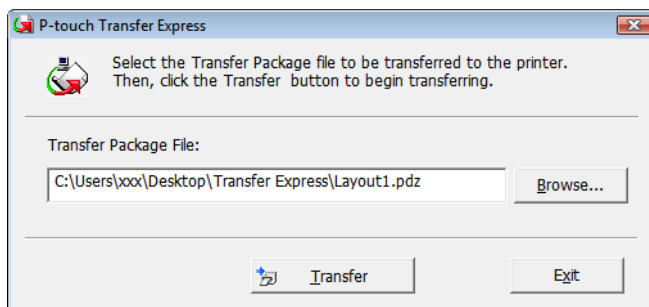 P-touch Transfer Express
Select the Transfer Package file to be transferred to the printer.
Then, click the Transfer button to begin transferring.
Transfer Package File:
C:\Users\xxx\Desktop\Transfer Express\Layout1.pdz
Browse...
Transfer
Exit